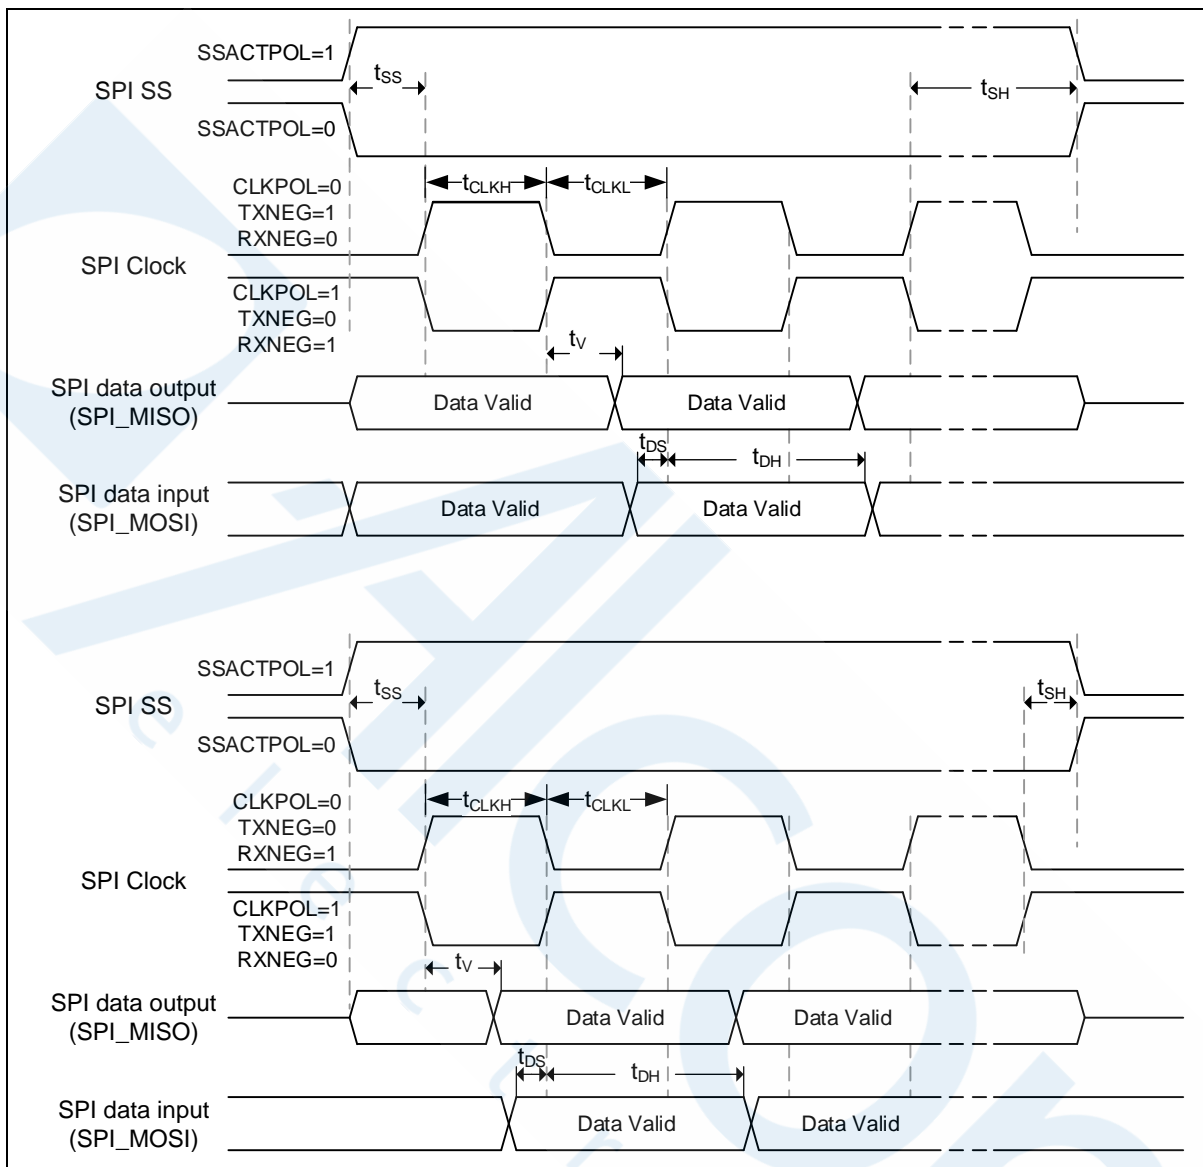 SSACTPOL=1
tSS
SPI SS
tSH
SSACTPOL=0
CLKPOL=0
TXNEG=1
RXNEG=0
tCLKH
tCLKL
SPI Clock
CLKPOL=1
TXNEG=0
RXNEG=1
tV
SPI data output
(SPI_MISO)
Data Valid
Data Valid
tDS
tDH
SPI data input
(SPI_MOSI)
Data Valid
Data Valid
SSACTPOL=1
tSS
SPI SS
tSH
SSACTPOL=0
CLKPOL=0
TXNEG=0
RXNEG=1
tCLKH
tCLKL
SPI Clock
CLKPOL=1
TXNEG=1
RXNEG=0
tV
SPI data output
(SPI_MISO)
Data Valid
Data Valid
tDS
tDH
SPI data input
(SPI_MOSI)
Data Valid
Data Valid